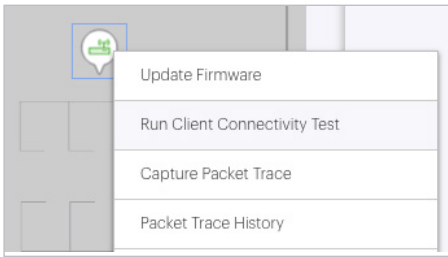 Update Firmware
Run Client Connectivity Test
Capture Packet Trace
Packet Trace History